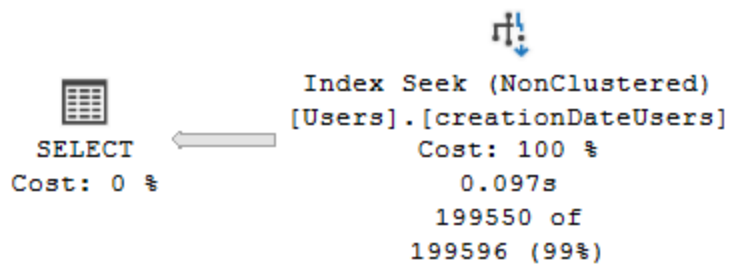 SELECT
Cost: 0 %
Index Seek (NonClustered)
[Users].[creationDateUsers]
Cost: 100 %
0.097s
199550 of
199596 (99%)